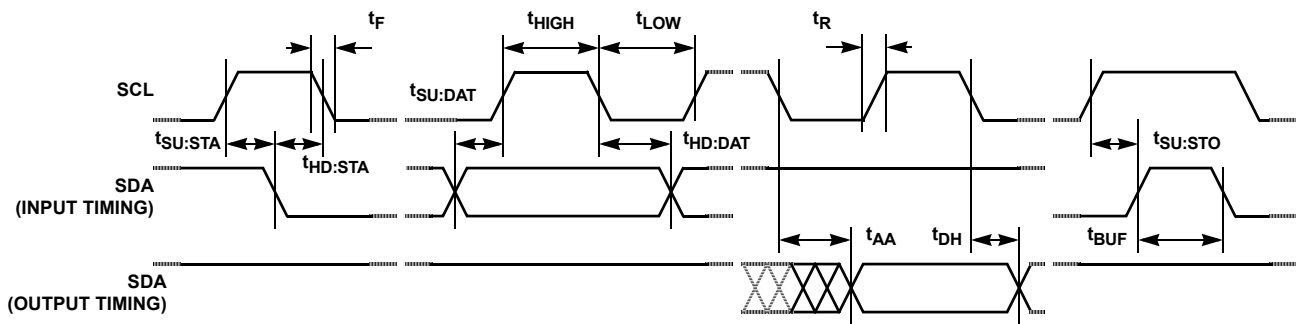 tF
tHIGH
tLOW
tR
SCL
tSU:DAT
tSU:STA
tHD:STA
tHD:DAT
tSU:STO
SDA
(INPUT TIMING)
tAA
tDH
tBUF
SDA
(OUTPUT TIMING)